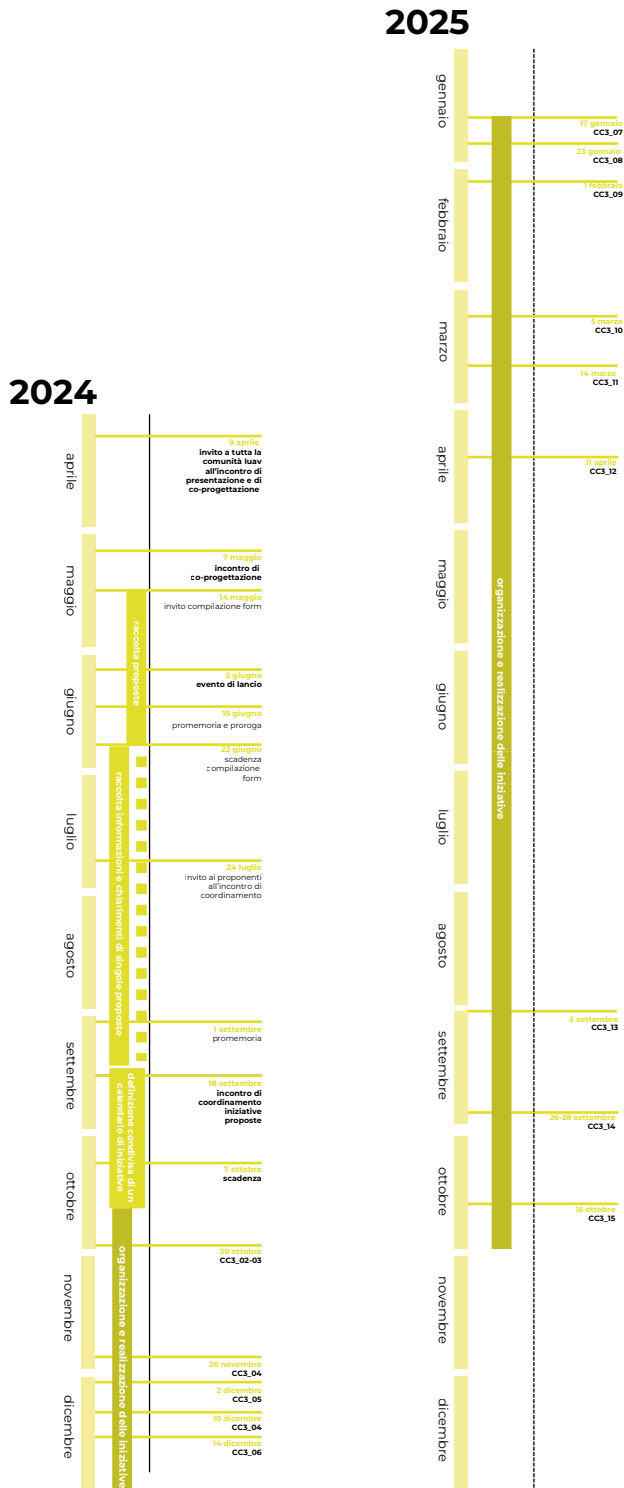 2024
aprile
maggio
giugno
luglio
agosto
settembre
ottobre
novembre
dicembre
raccolta proposte
raccolta informazioni e chiarimenti di singole proposte
definizione condivisa di un
calendario di iniziative
organizzazione e realizzazione delle iniziative
9 aprile
invito a tutta la
comunità Iuav
all'incontro di
presentazione e di
co-progettazione
7 maggio
incontro di
co-progettazione
14 maggio
invito compilazione form
5 giugno
evento di lancio
15 giugno
promemoria e proroga
22 giugno
scadenza
compilazione
form
24 luglio
invito ai proponenti
all'incontro di
coordinamento
1 settembre
promemoria
18 settembre
incontro di
coordinamento
iniziative
proposte
7 ottobre
scadenza
30 ottobre
CC3_02-03
26 novembre
CC3_04
2 dicembre
CC3_05
10 dicembre
CC3_04
14 dicembre
CC3_06
2025
gennaio
febbraio
marzo
aprile
maggio
giugno
luglio
agosto
settembre
ottobre
novembre
dicembre
organizzazione e realizzazione delle iniziative
17 gennaio
CC3_07
23 gennaio
CC3_08
1 febbraio
CC3_09
5 marzo
CC3_10
14 marzo
CC3_11
11 aprile
CC3_12
5 settembre
CC3_13
26-28 settembre
CC3_14
15 ottobre
CC3_15